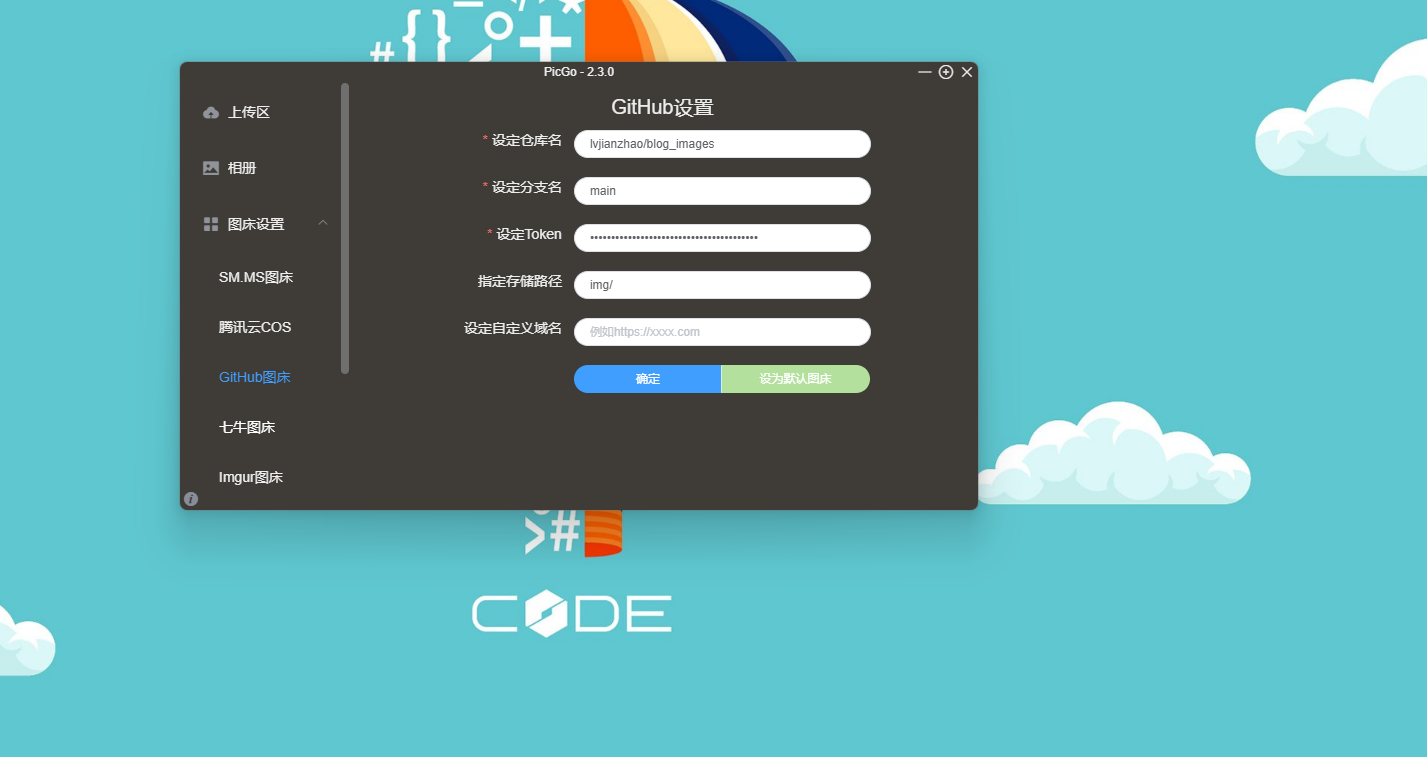 PicGo - 2.3.0
上传区
相册
图床设置
SM.MS图床
腾讯云COS
GitHub图床
七牛图床
Imgur图床
GitHub设置
* 设定仓库名 lvjianzhao/blog_images
* 设定分支名 main
* 设定Token ••••••••••••••••••••••••••••••••••••••••
指定存储路径 img/
设定自定义域名 例如https://xxxx.com
确定 设为默认图床
CODE